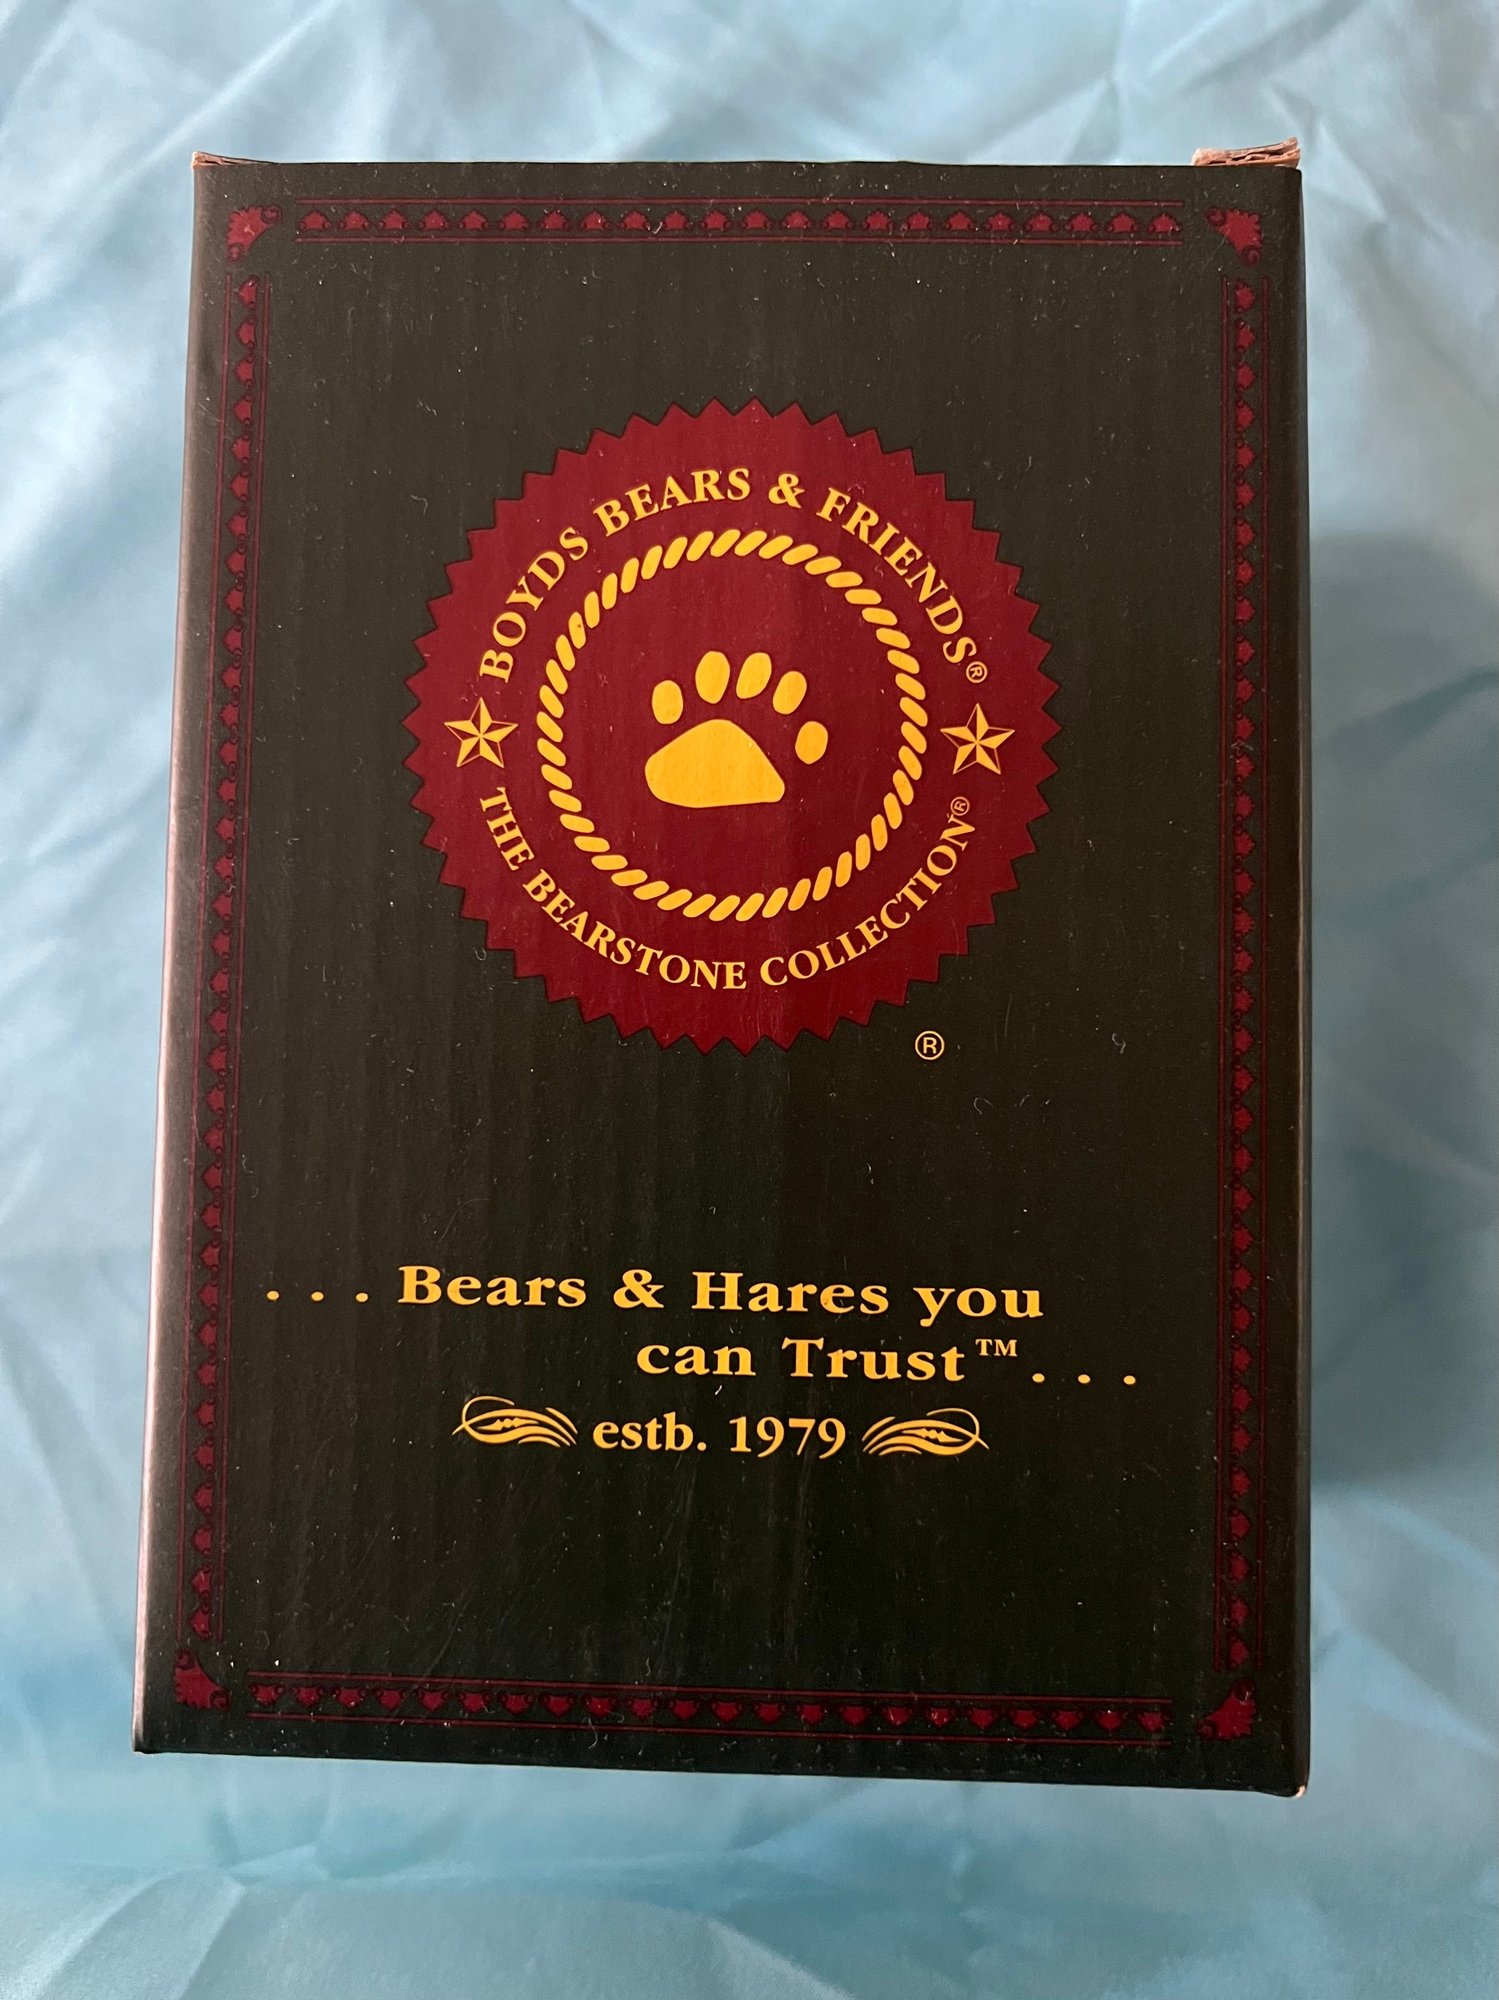 BOYDS BEARS & FRIENDS®
THE BEARSTONE COLLECTION®
®
. . . Bears & Hares you
can Trust™ . . .
estb. 1979